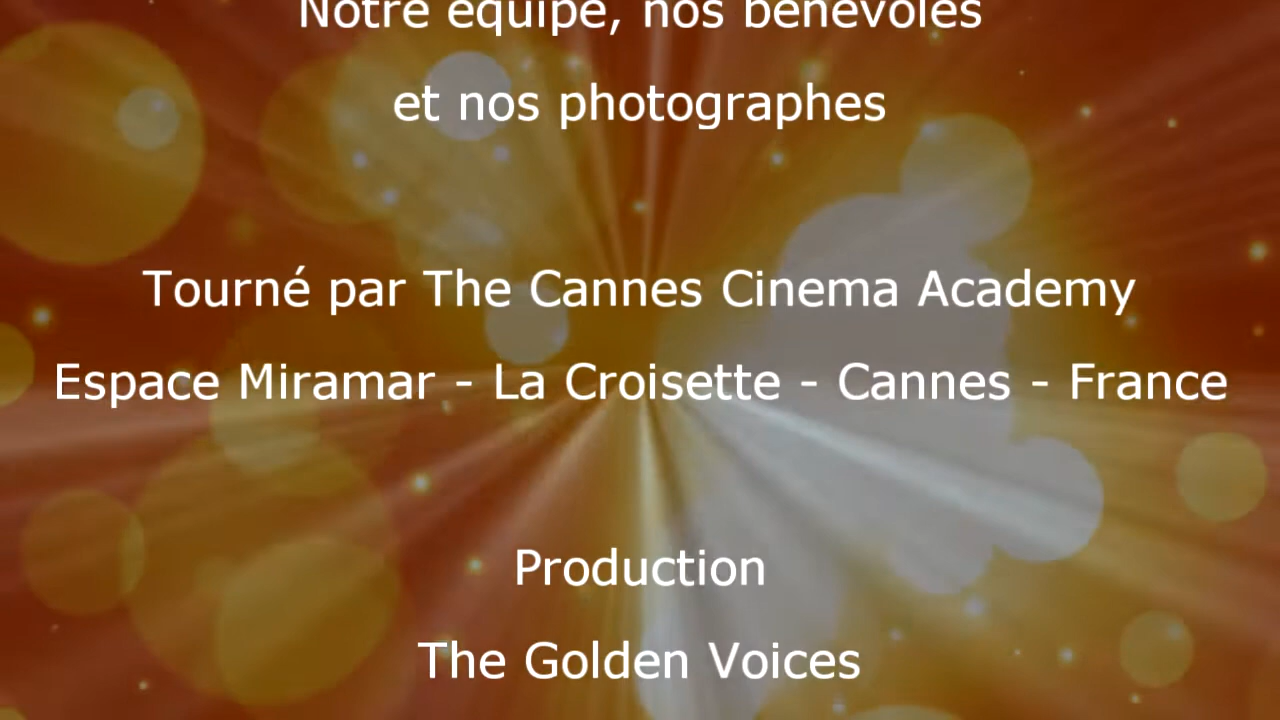 Notre équipe, nos bénévoles
et nos photographes
Tourné par The Cannes Cinema Academy
Espace Miramar - La Croisette - Cannes - France
Production
The Golden Voices